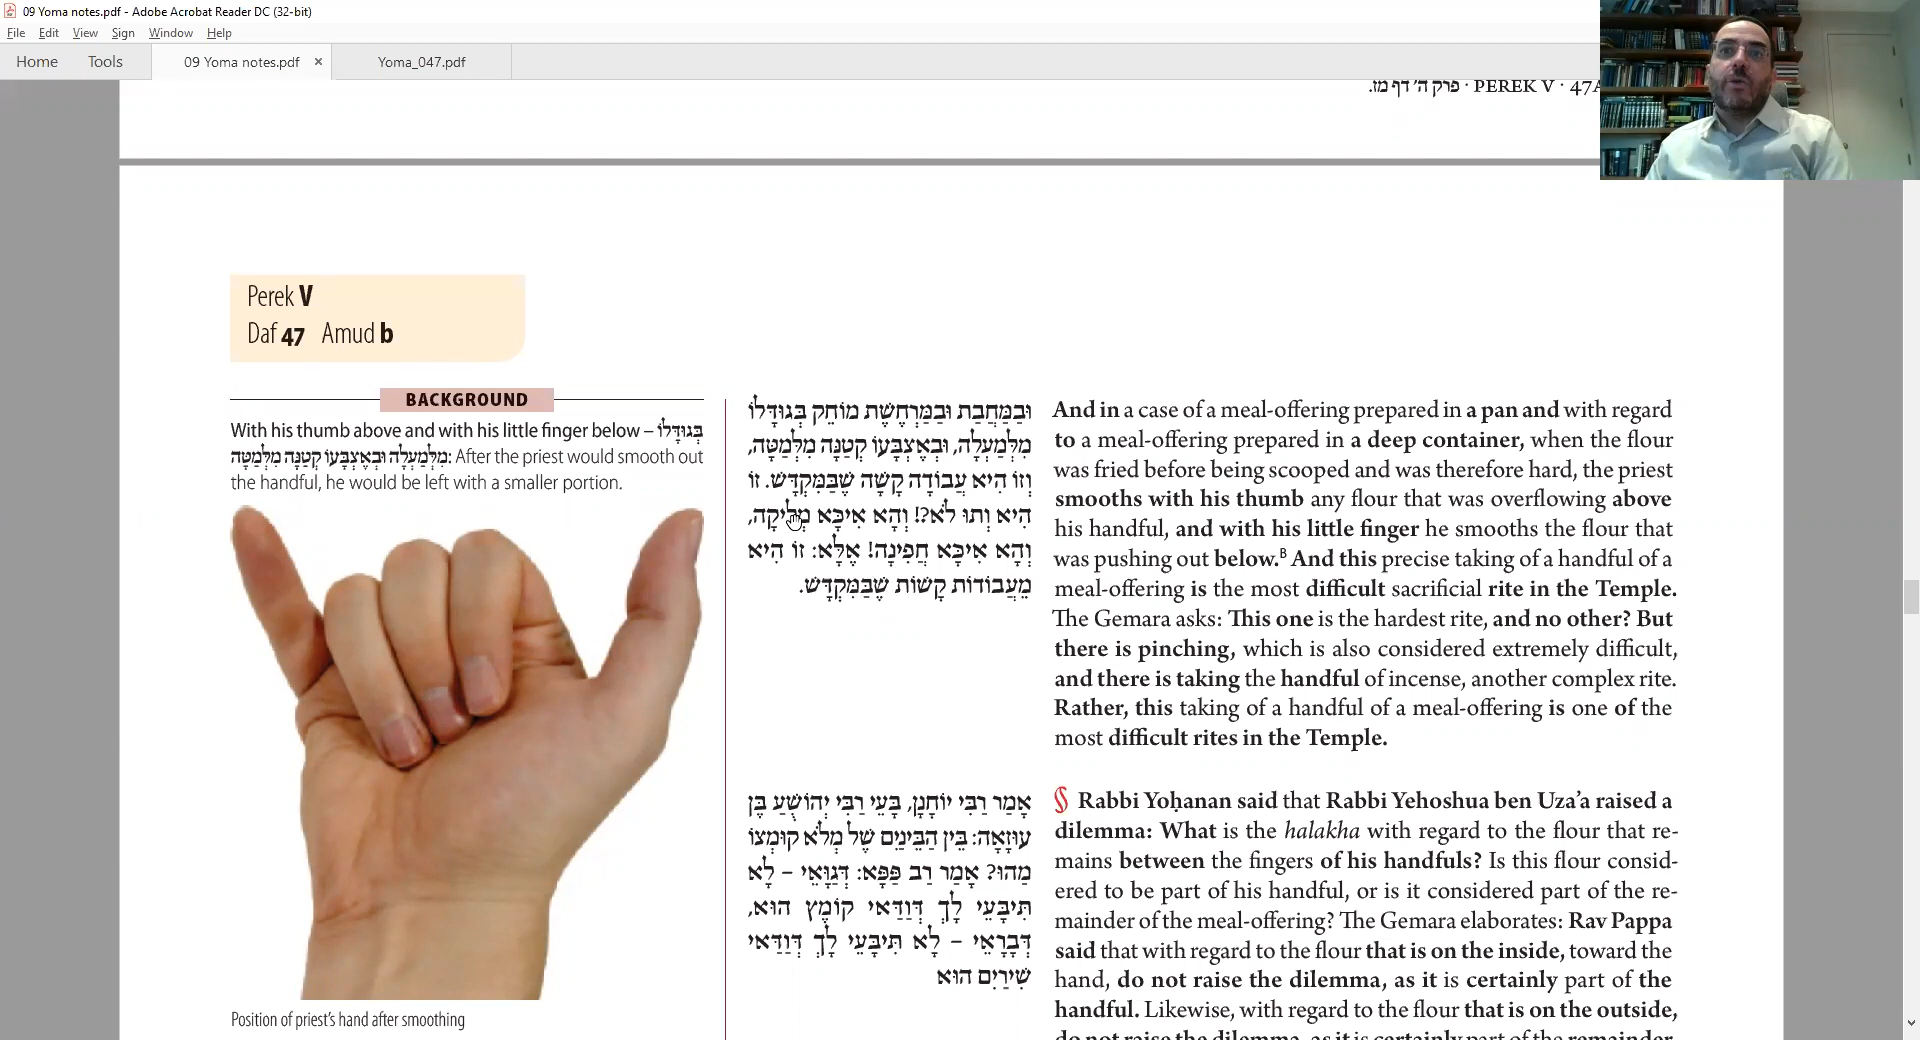 09 Yoma notes.pdf - Adobe Acrobat Reader DC (32-bit)
File Edit View Sign Window Help
Home Tools 09 Yoma notes.pdf × Yoma_047.pdf
פרק ה׳ דף מז. · PEREK V · 47A
Perek V
Daf 47 Amud b
BACKGROUND
With his thumb above and with his little finger below – בְּגוּדָּלוֹ
מִלְּמַעְלָה וּבְאֶצְבָּעוֹ קְטַנָּה מִלְּמַטָּה: After the priest would smooth out
the handful, he would be left with a smaller portion.
Position of priest's hand after smoothing
וּבְמַּחֲבַת וּבְמַּרְחֶשֶׁת מוֹחֵק בְּגוּדָּלוֹ
מִלְּמַעְלָה, וּבְאֶצְבָּעוֹ קְטַנָּה מִלְּמַטָּה,
וְזוֹ הִיא עֲבוֹדָה קָשָׁה שֶׁבַּמִּקְדָּשׁ. זוֹ
הִיא וְתוּ לֹא?! וְהָא אִיכָּא מְלִיקָה,
וְהָא אִיכָּא חֲפִינָה! אֶלָּא: זוֹ הִיא
מֵעֲבוֹדוֹת קָשׁוֹת שֶׁבַּמִּקְדָּשׁ.
אָמַר רַבִּי יוֹחָנָן, בָּעֵי רַבִּי יְהוֹשֻׁעַ בֶּן
עוּזָאָה: בֵּין הַבֵּינַיִם שֶׁל מְלֹא קוּמְצוֹ
מַהוּ? אָמַר רַב פַּפָּא: דְּגַוָּאֵי – לָא
תִּיבָּעֵי לָךְ דְּוַדַּאי קוֹמֶץ הוּא,
דְּבָרָאֵי – לָא תִּיבָּעֵי לָךְ דְּוַדַּאי
שִׁירַיִם הוּא
And in a case of a meal-offering prepared in a pan and with regard
to a meal-offering prepared in a deep container, when the flour
was fried before being scooped and was therefore hard, the priest
smooths with his thumb any flour that was overflowing above
his handful, and with his little finger he smooths the flour that
was pushing out below.B And this precise taking of a handful of a
meal-offering is the most difficult sacrificial rite in the Temple.
The Gemara asks: This one is the hardest rite, and no other? But
there is pinching, which is also considered extremely difficult,
and there is taking the handful of incense, another complex rite.
Rather, this taking of a handful of a meal-offering is one of the
most difficult rites in the Temple.
§ Rabbi Yoḥanan said that Rabbi Yehoshua ben Uza'a raised a
dilemma: What is the halakha with regard to the flour that re-
mains between the fingers of his handfuls? Is this flour consid-
ered to be part of his handful, or is it considered part of the re-
mainder of the meal-offering? The Gemara elaborates: Rav Pappa
said that with regard to the flour that is on the inside, toward the
hand, do not raise the dilemma, as it is certainly part of the
handful. Likewise, with regard to the flour that is on the outside,
do not raise the dilemma, as it is certainly part of the remainder